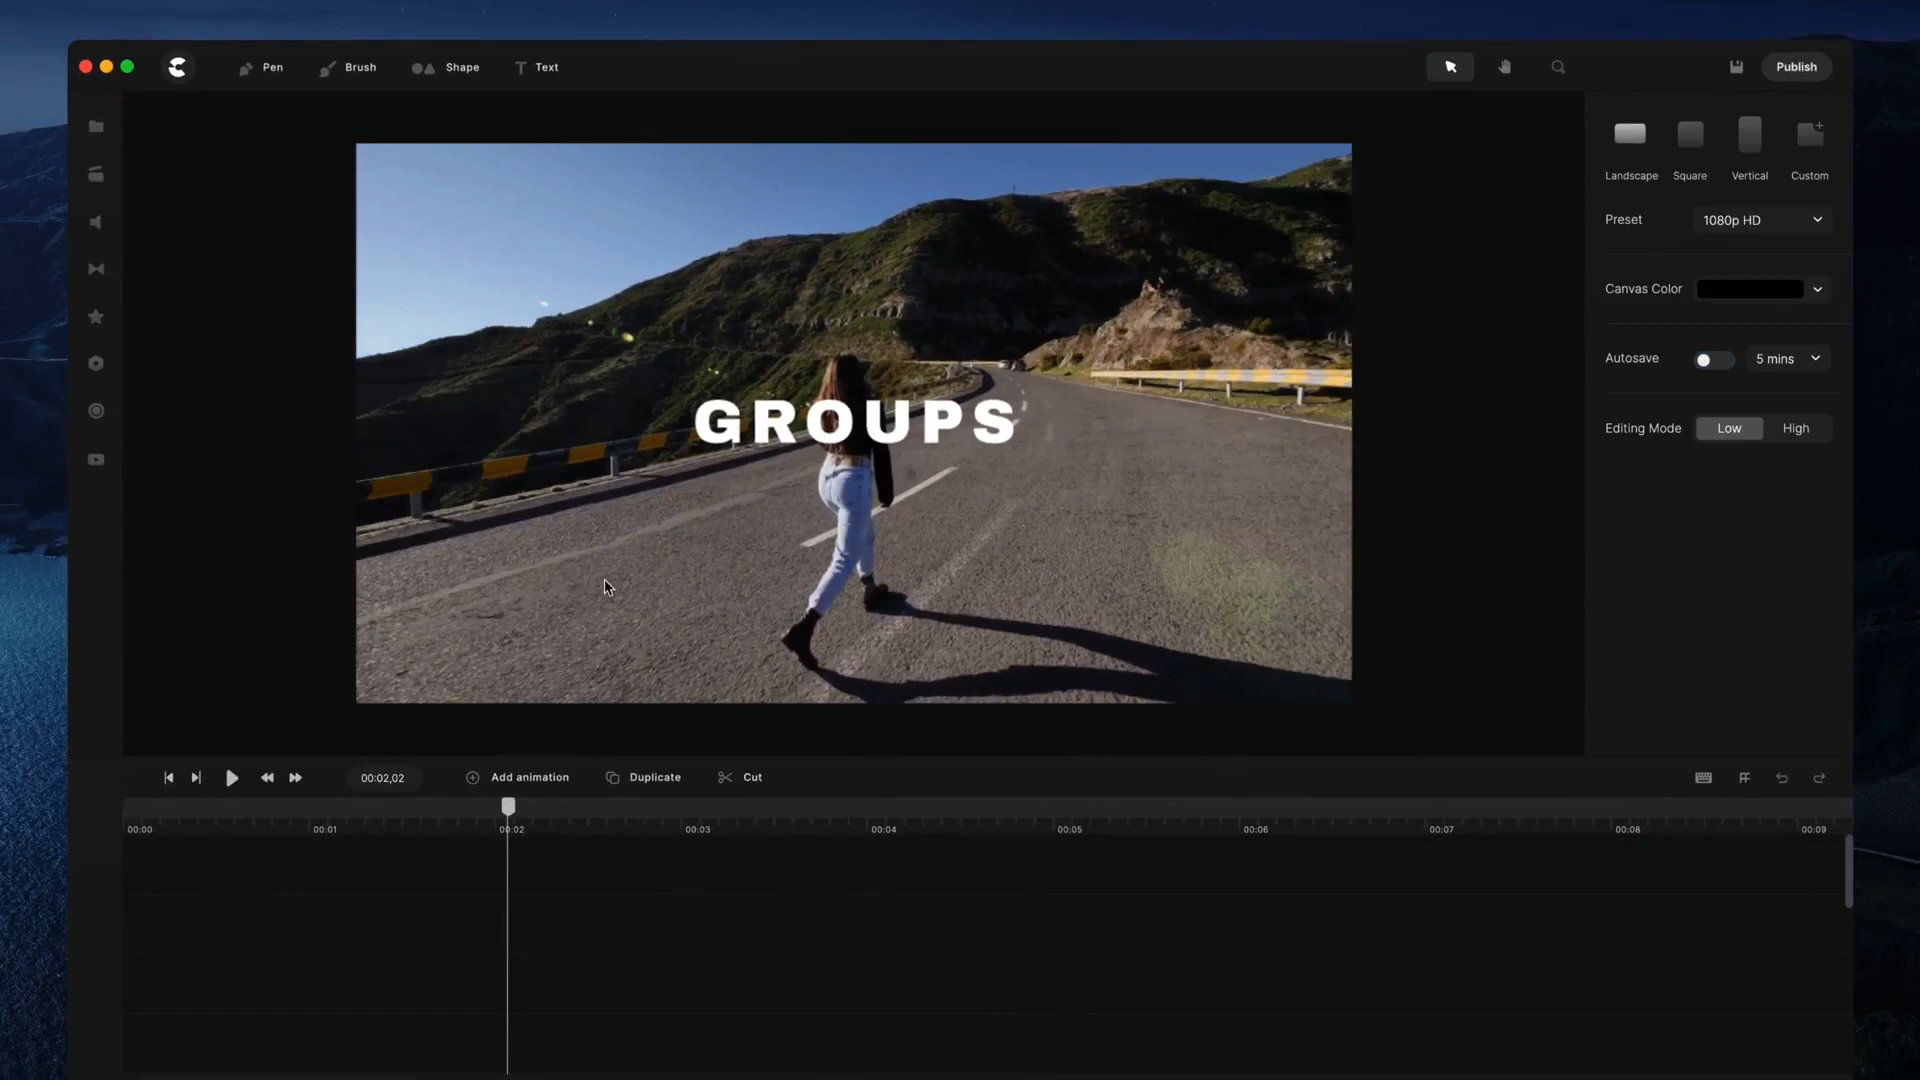 Pen Brush Shape Text Publish
Landscape Square Vertical Custom
Preset 1080p HD
Canvas Color
Autosave 5 mins
GROUPS
Editing Mode Low High
00:02,02 Add animation Duplicate Cut
00:00 00:01 00:02 00:03 00:04 00:05 00:06 00:07 00:08 00:09